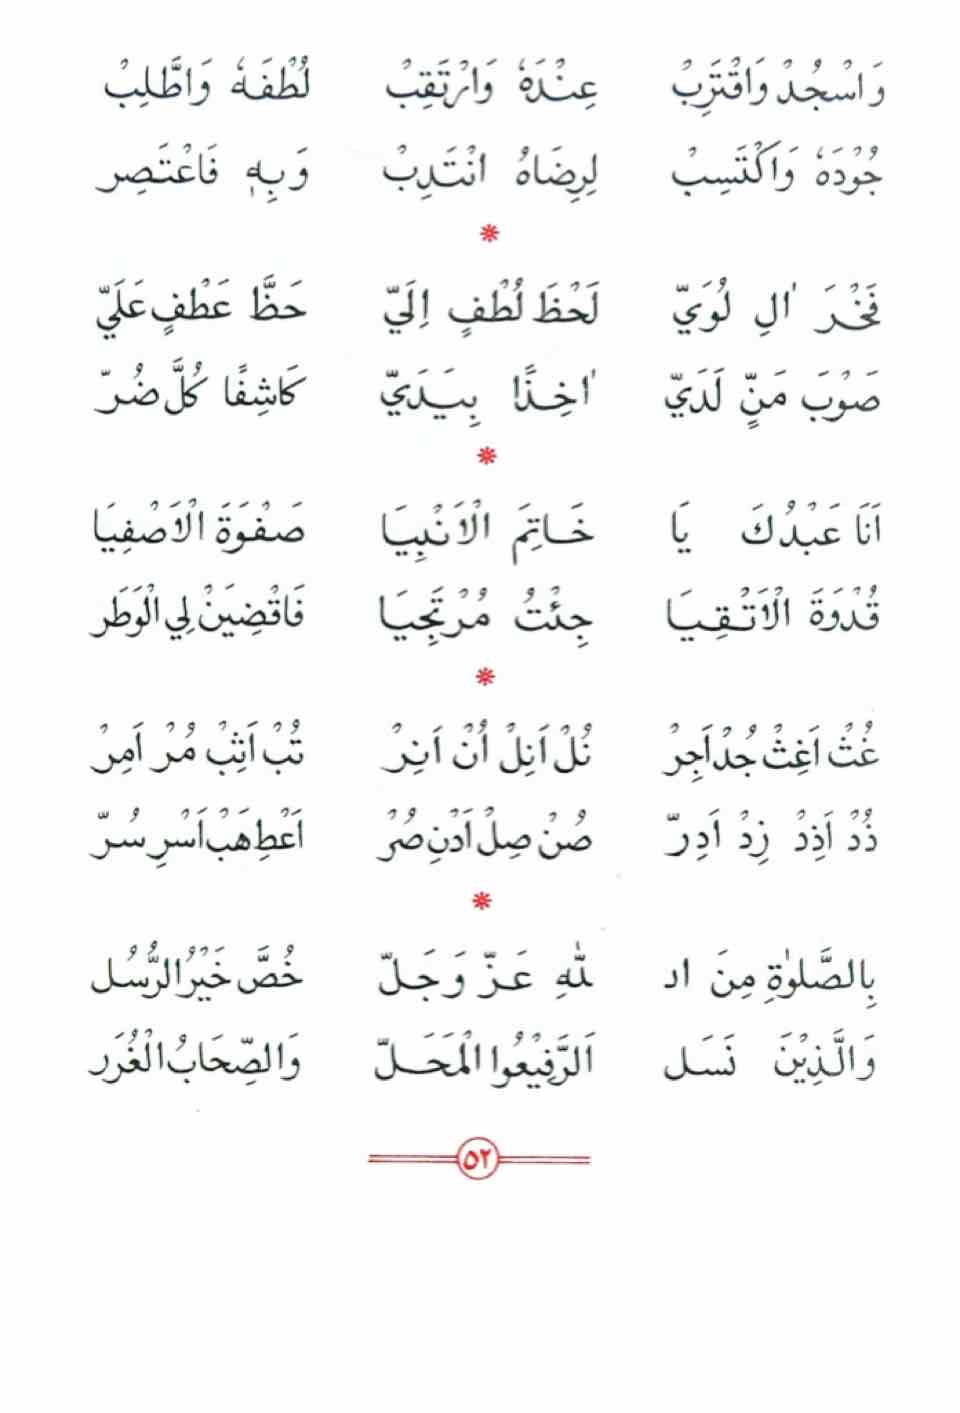 وَاسْجُدْ وَاقْتَرِبْ عِنْدَهٗ وَارْتَقِبْ لُطْفَهٗ وَاطَّلِبْ
جُوْدَهٗ وَاكْتَسِبْ لِرِضَاهُ انْتَدِبْ وَبِهٖ فَاعْتَصِر
فَخْرَ اٰلِ لُوَيّ لَحْظَ لُطْفٍ اِلَيّ حَظَّ عَطْفٍ عَلَيّ
صَوْبَ مَنٍّ لَدَيّ اٰخِذًا بِيَدَيّ كَاشِفًا كُلَّ ضُرّ
اَنَا عَبْدُكَ يَا خَاتِمَ الْاَنْبِيَا صَفْوَةَ الْاَصْفِيَا
قُدْوَةَ الْاَتْقِيَا جِئْتُ مُرْتَجِيَا فَاقْضِيَنْ لِي الْوَطَر
غُثْ اَغِثْ جُدْ اَجِرْ نُلْ اَنِلْ اُنْ اَنِرْ تُبْ اَثِبْ مُرْ اَمِرْ
ذُدْ اَذِدْ زِدْ اَدِرّ صُنْ صِلْ اَدْنِ صُرْ اَعْطِ هَبْ اَسْرِ سُرّ
بِالصَّلٰوةِ مِنَ اد لله عَزّ وَجَلّ خُصَّ خَيْرُ الرُّسُل
وَالَّذِيْنَ نَسَل اَلرَّفِيْعُوا الْمَحَلّ وَالصِّحَابُ الْغُرَر
٥٢